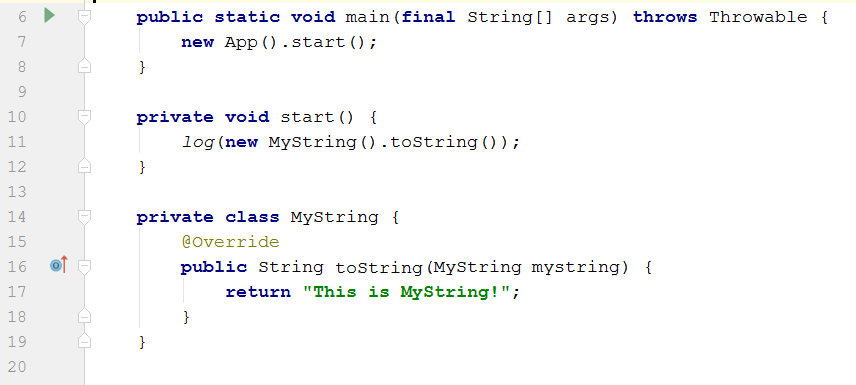 6 public static void main(final String[] args) throws Throwable {
7 new App().start();
8 }
9
10 private void start() {
11 log(new MyString().toString());
12 }
13
14 private class MyString {
15 @Override
16 public String toString(MyString mystring) {
17 return "This is MyString!";
18 }
19 }
20